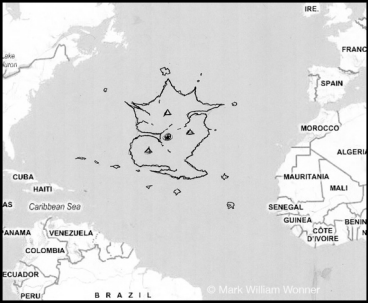 IRE.
FRANC
SPAIN
MOROCCO
ALGERIA
CUBA
HAITI
MAURITANIA
MALI
AS
Caribbean Sea
SENEGAL
GUINEA
CÔTE
D'IVOIRE
BENIN
PANAMA
VENEZUELA
COLOMBIA
ECUADOR
PERU
BRAZIL
© Mark William Wonner